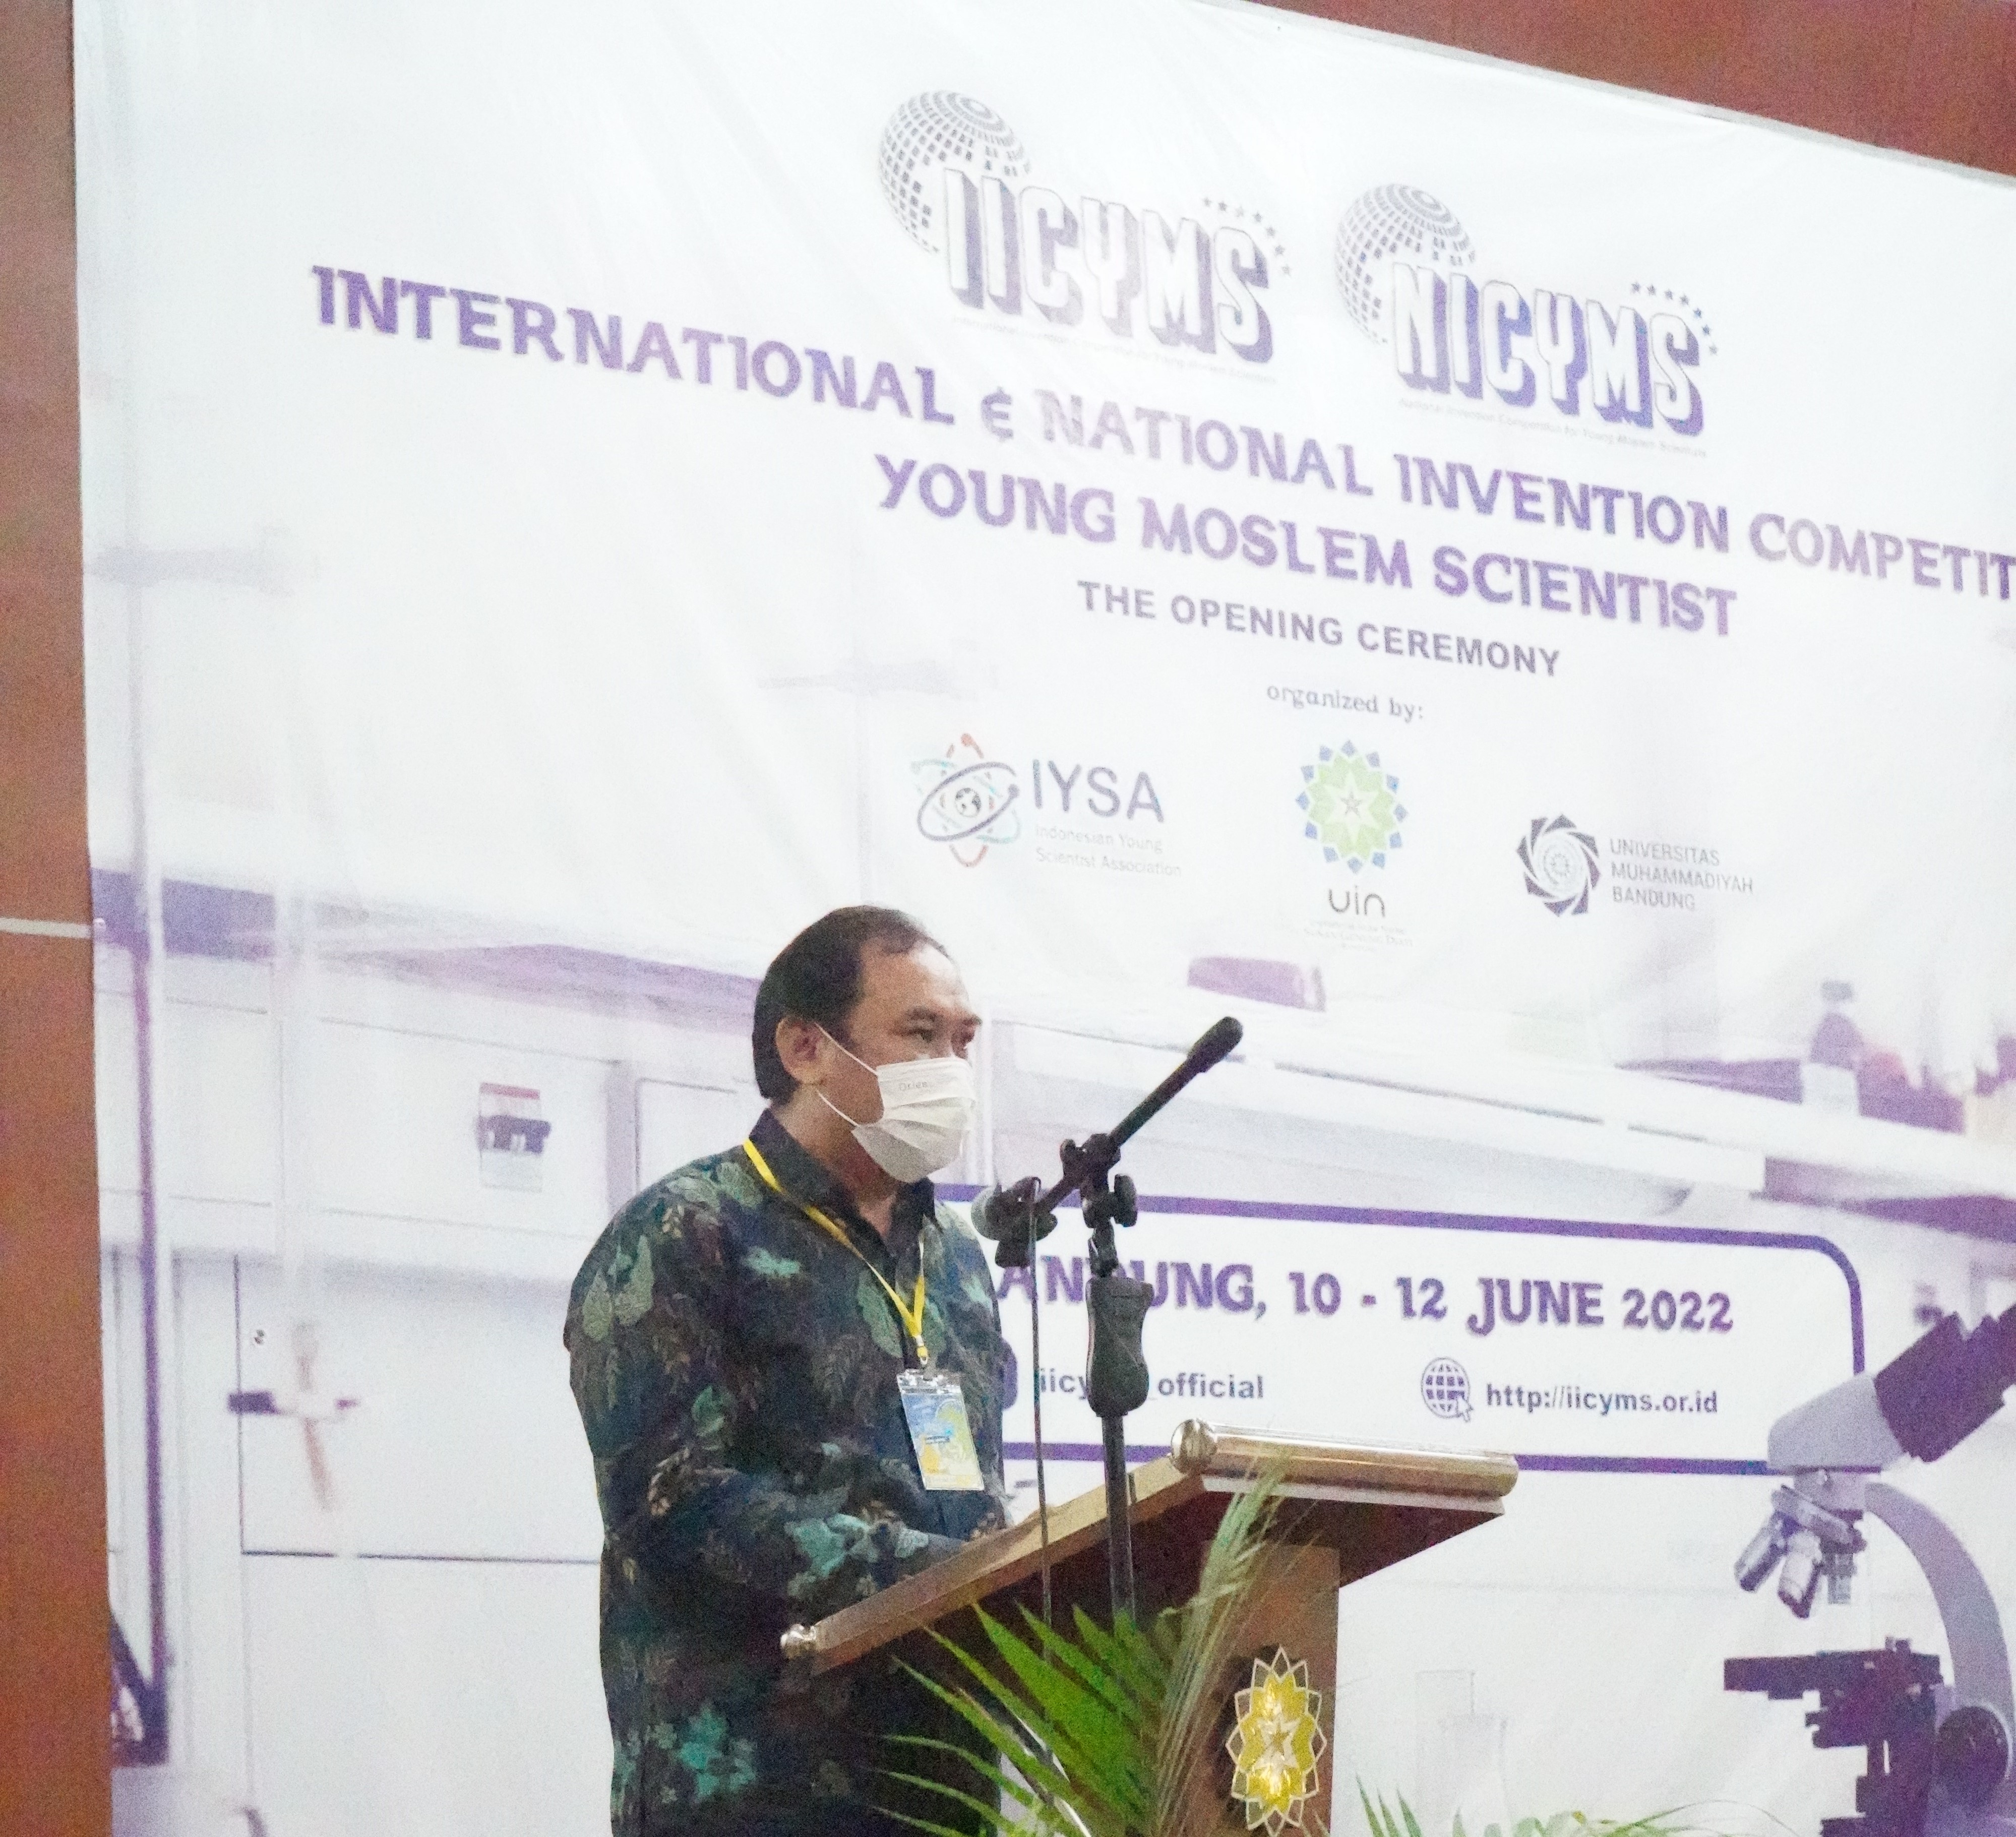 IICYMS
NICYMS
INTERNATIONAL & NATIONAL INVENTION COMPETIT
YOUNG MOSLEM SCIENTIST
THE OPENING CEREMONY
organized by:
IYSA
Indonesian Young
Scientist Association
uin
UNIVERSITAS
MUHAMMADIYAH
BANDUNG
ANDUNG, 10 - 12 JUNE 2022
official
http://iicyms.or.id